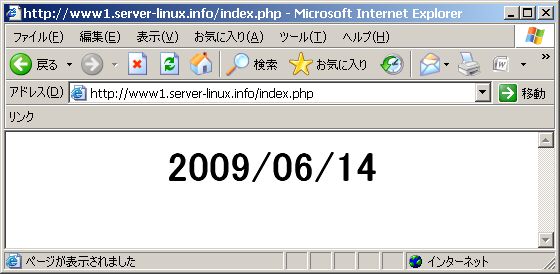 http://www1.server-linux.info/index.php - Microsoft Internet Explorer
ファイル(F) 編集(E) 表示(V) お気に入り(A) ツール(T) ヘルプ(H)
戻る 検索 お気に入り
アドレス(D) http://www1.server-linux.info/index.php 移動
リンク
2009/06/14
ページが表示されました インターネット